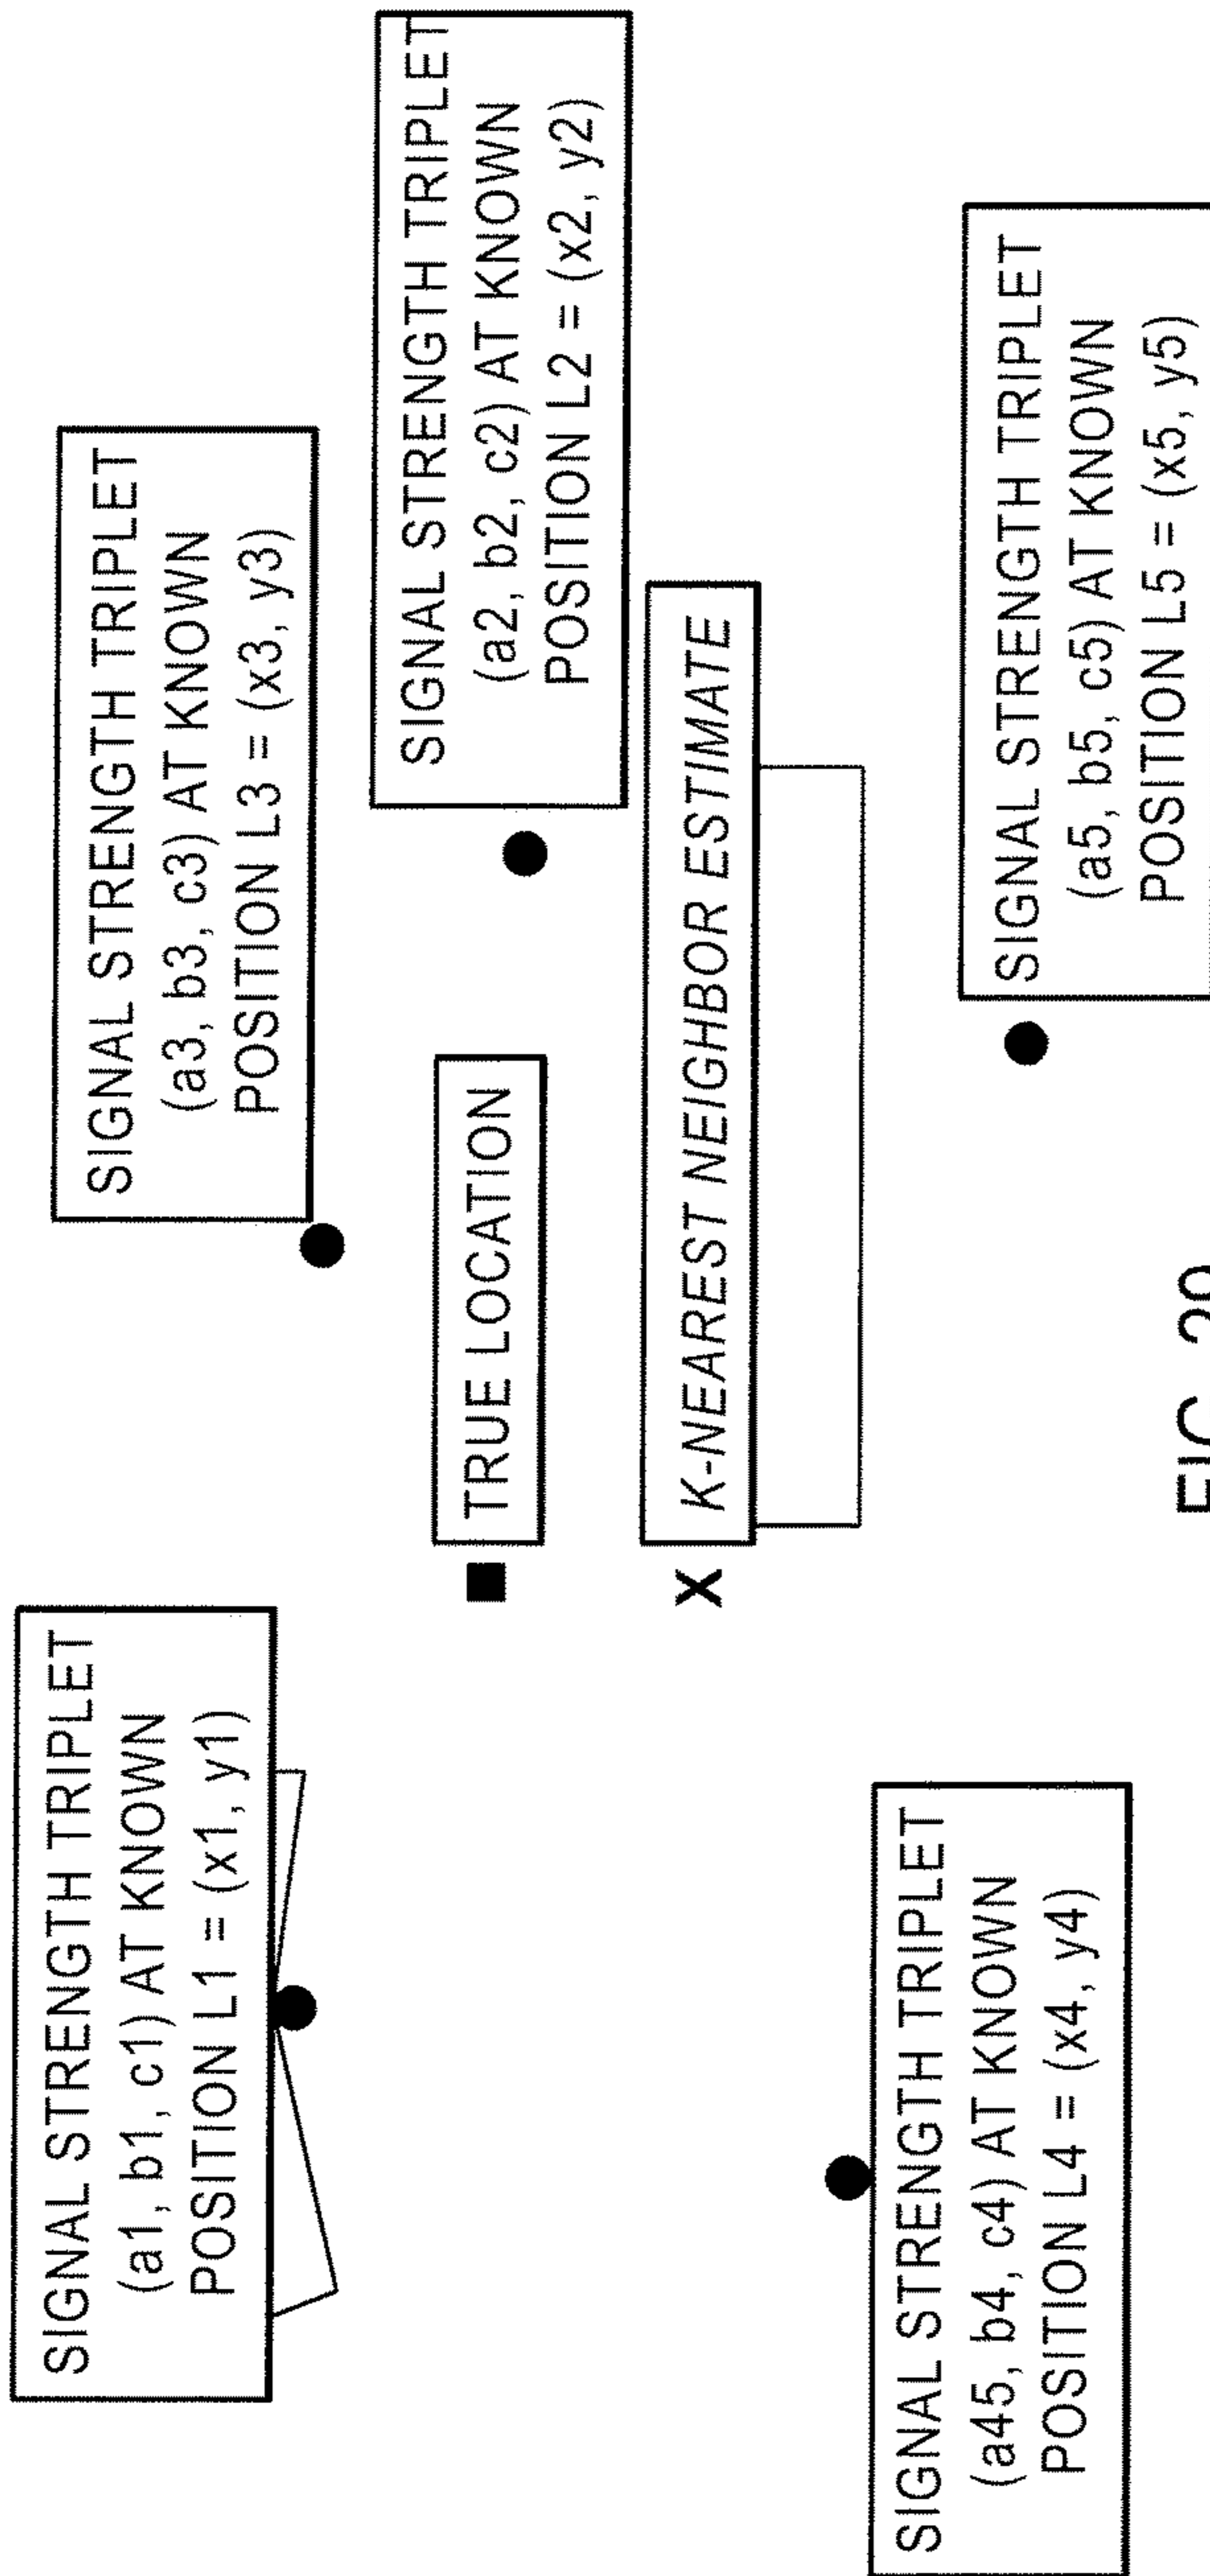 SIGNAL STRENGTH TRIPLET
(a1, b1, c1) AT KNOWN
POSITION L1 = (x1, y1)
SIGNAL STRENGTH TRIPLET
(a3, b3, c3) AT KNOWN
POSITION L3 = (x3, y3)
SIGNAL STRENGTH TRIPLET
(a2, b2, c2) AT KNOWN
POSITION L2 = (x2, y2)
TRUE LOCATION
X K-NEAREST NEIGHBOR ESTIMATE
SIGNAL STRENGTH TRIPLET
(a45, b4, c4) AT KNOWN
POSITION L4 = (x4, y4)
SIGNAL STRENGTH TRIPLET
(a5, b5, c5) AT KNOWN
POSITION L5 = (x5, y5)
FIG.